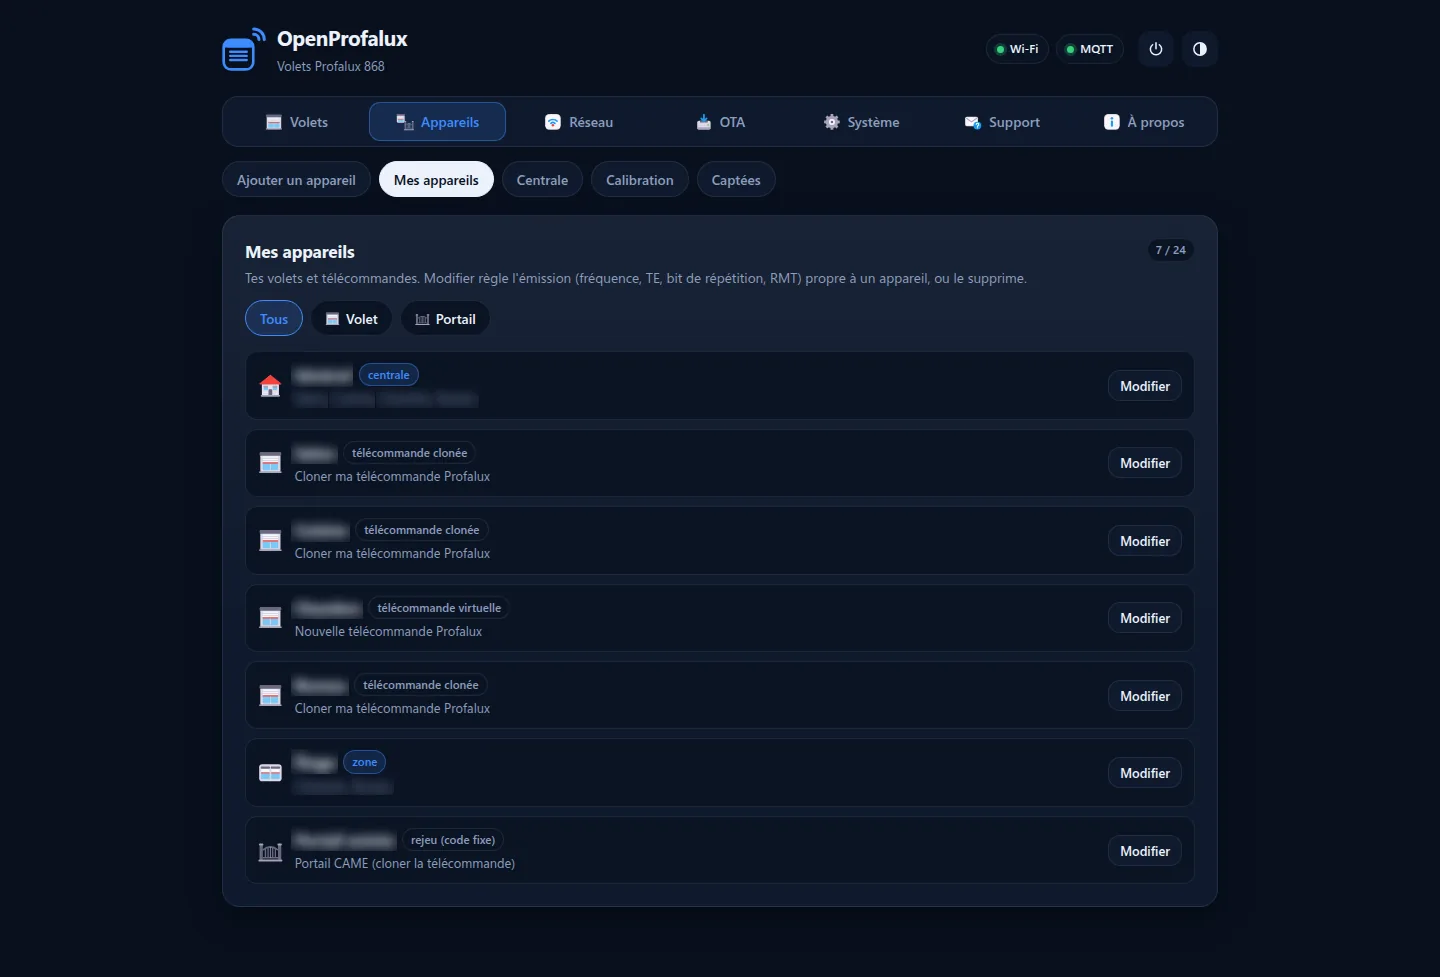 OpenProfalux
Volets Profalux 868
Wi-Fi
MQTT
Volets
Appareils
Réseau
OTA
Système
Support
À propos
Ajouter un appareil
Mes appareils
Centrale
Calibration
Captées
Mes appareils
7 / 24
Tes volets et télécommandes. Modifier règle l'émission (fréquence, TE, bit de répétition, RMT) propre à un appareil, ou le supprime.
Tous
Volet
Portail
centrale
Modifier
télécommande clonée
Cloner ma télécommande Profalux
Modifier
télécommande clonée
Cloner ma télécommande Profalux
Modifier
télécommande virtuelle
Nouvelle télécommande Profalux
Modifier
télécommande clonée
Cloner ma télécommande Profalux
Modifier
zone
Modifier
rejeu (code fixe)
Portail CAME (cloner la télécommande)
Modifier